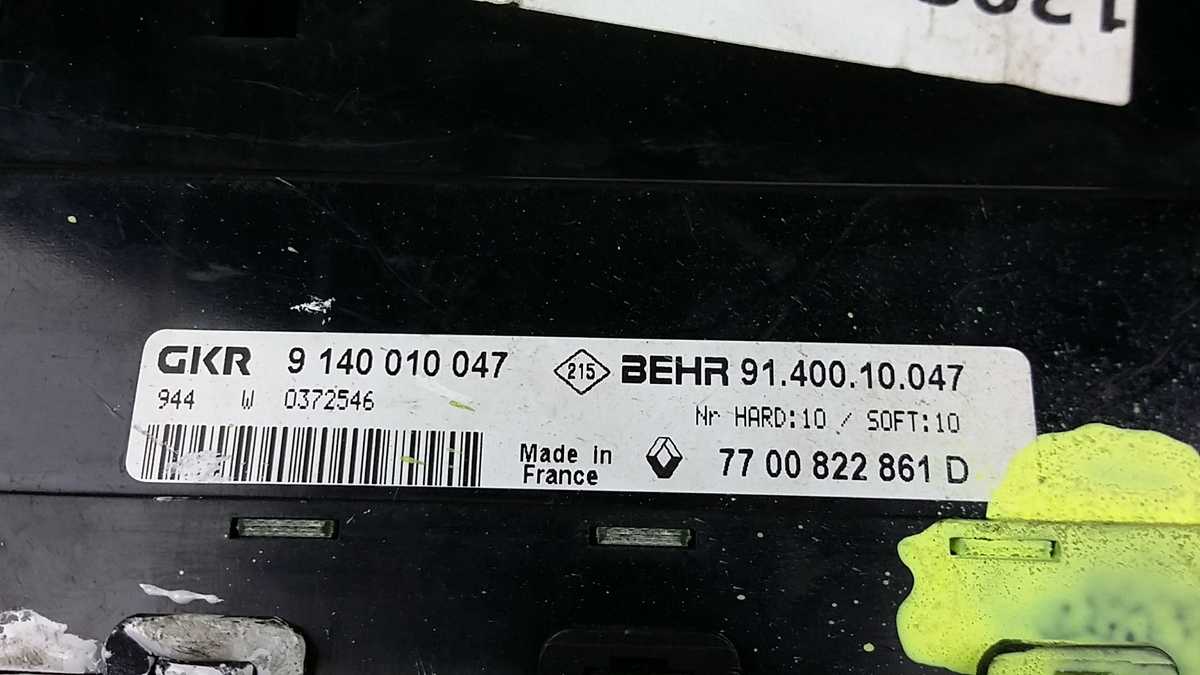 GKR 9 140 010 047 215 BEHR 91.400.10.047
944 W 0372546 Nr HARD:10 / SOFT:10
Made in
France
77 00 822 861 D